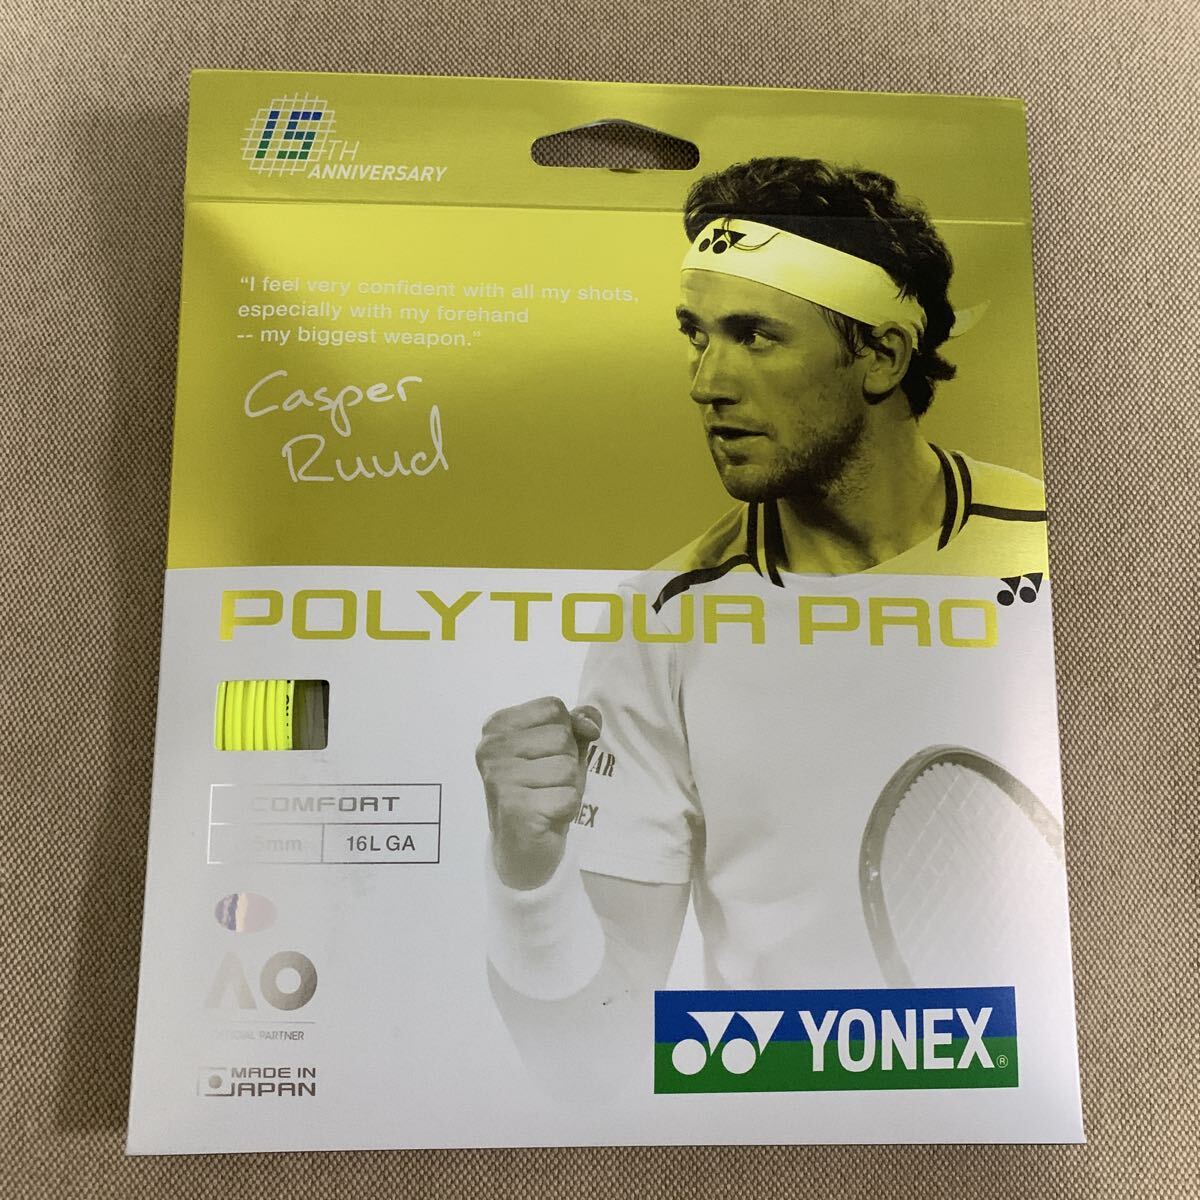 15TH
ANNIVERSARY
"I feel very confident with all my shots,
especially with my forehand
-- my biggest weapon."
Casper
Ruud
POLYTOUR PRO
COMFORT
16L GA
AO
PARTNER
MADE IN
JAPAN
YONEX®